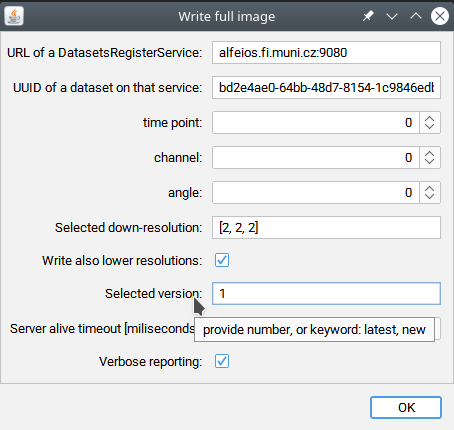 Write full image
URL of a DatasetsRegisterService: alfeios.fi.muni.cz:9080
UUID of a dataset on that service: bd2e4ae0-64bb-48d7-8154-1c9846edb
time point: 0
channel: 0
angle: 0
Selected down-resolution: [2, 2, 2]
Write also lower resolutions:
Selected version: 1
Server alive timeout [miliseconds
provide number, or keyword: latest, new
Verbose reporting:
OK